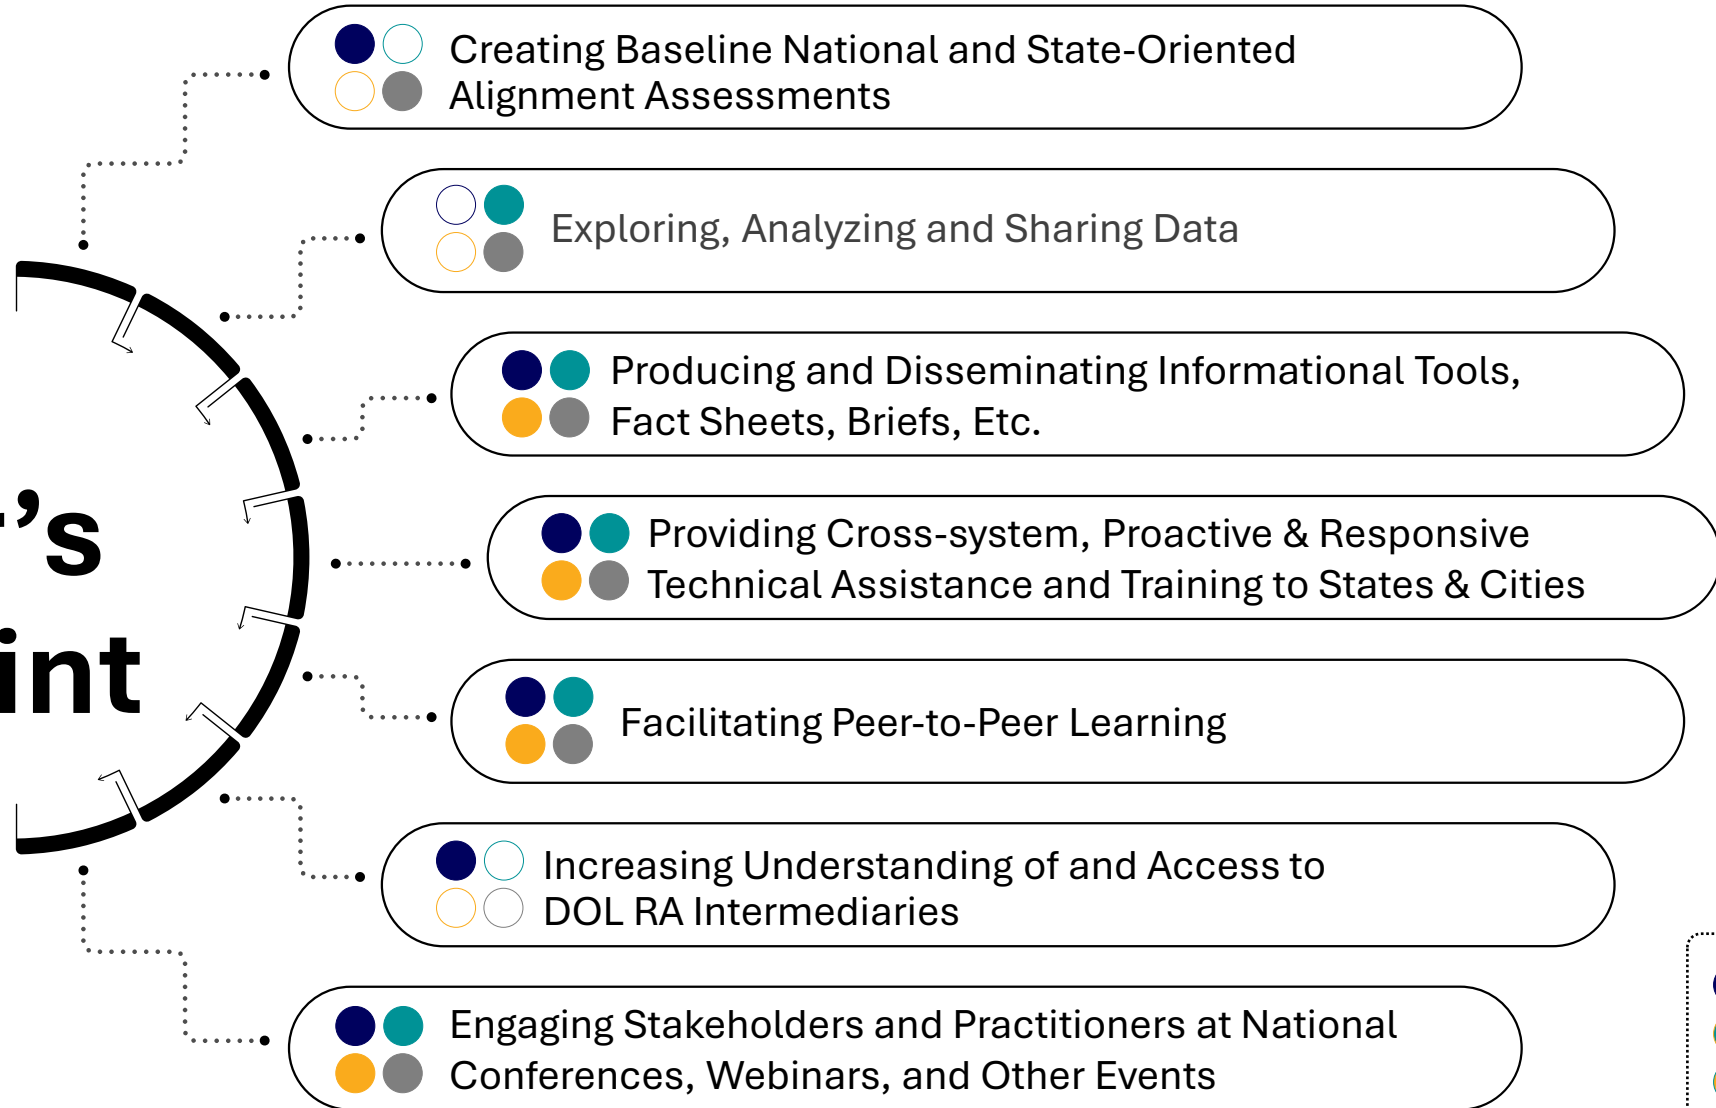 Creating Baseline National and State-Oriented
Alignment Assessments
Exploring, Analyzing and Sharing Data
Producing and Disseminating Informational Tools,
Fact Sheets, Briefs, Etc.
’s
int
Providing Cross-system, Proactive & Responsive
Technical Assistance and Training to States & Cities
Facilitating Peer-to-Peer Learning
Increasing Understanding of and Access to
DOL RA Intermediaries
Engaging Stakeholders and Practitioners at National
Conferences, Webinars, and Other Events